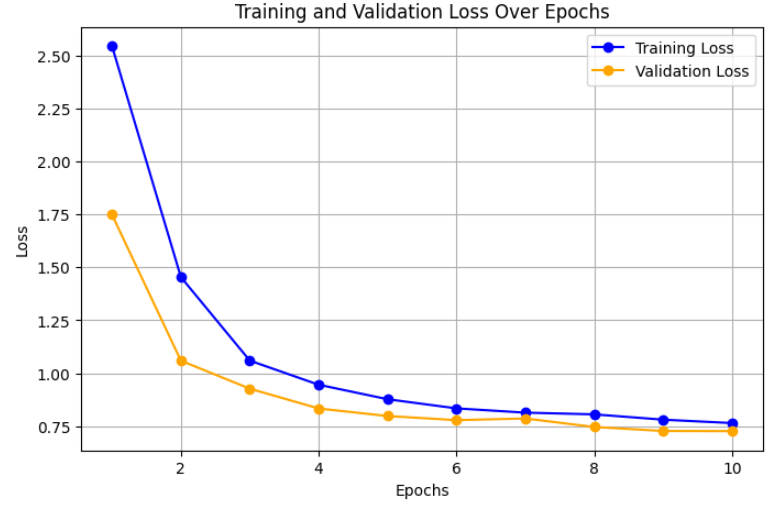 Training and Validation Loss Over Epochs
Training Loss
Validation Loss
2.50
2.25
2.00
1.75
1.50
1.25
1.00
0.75
Loss
2
4
6
8
10
Epochs